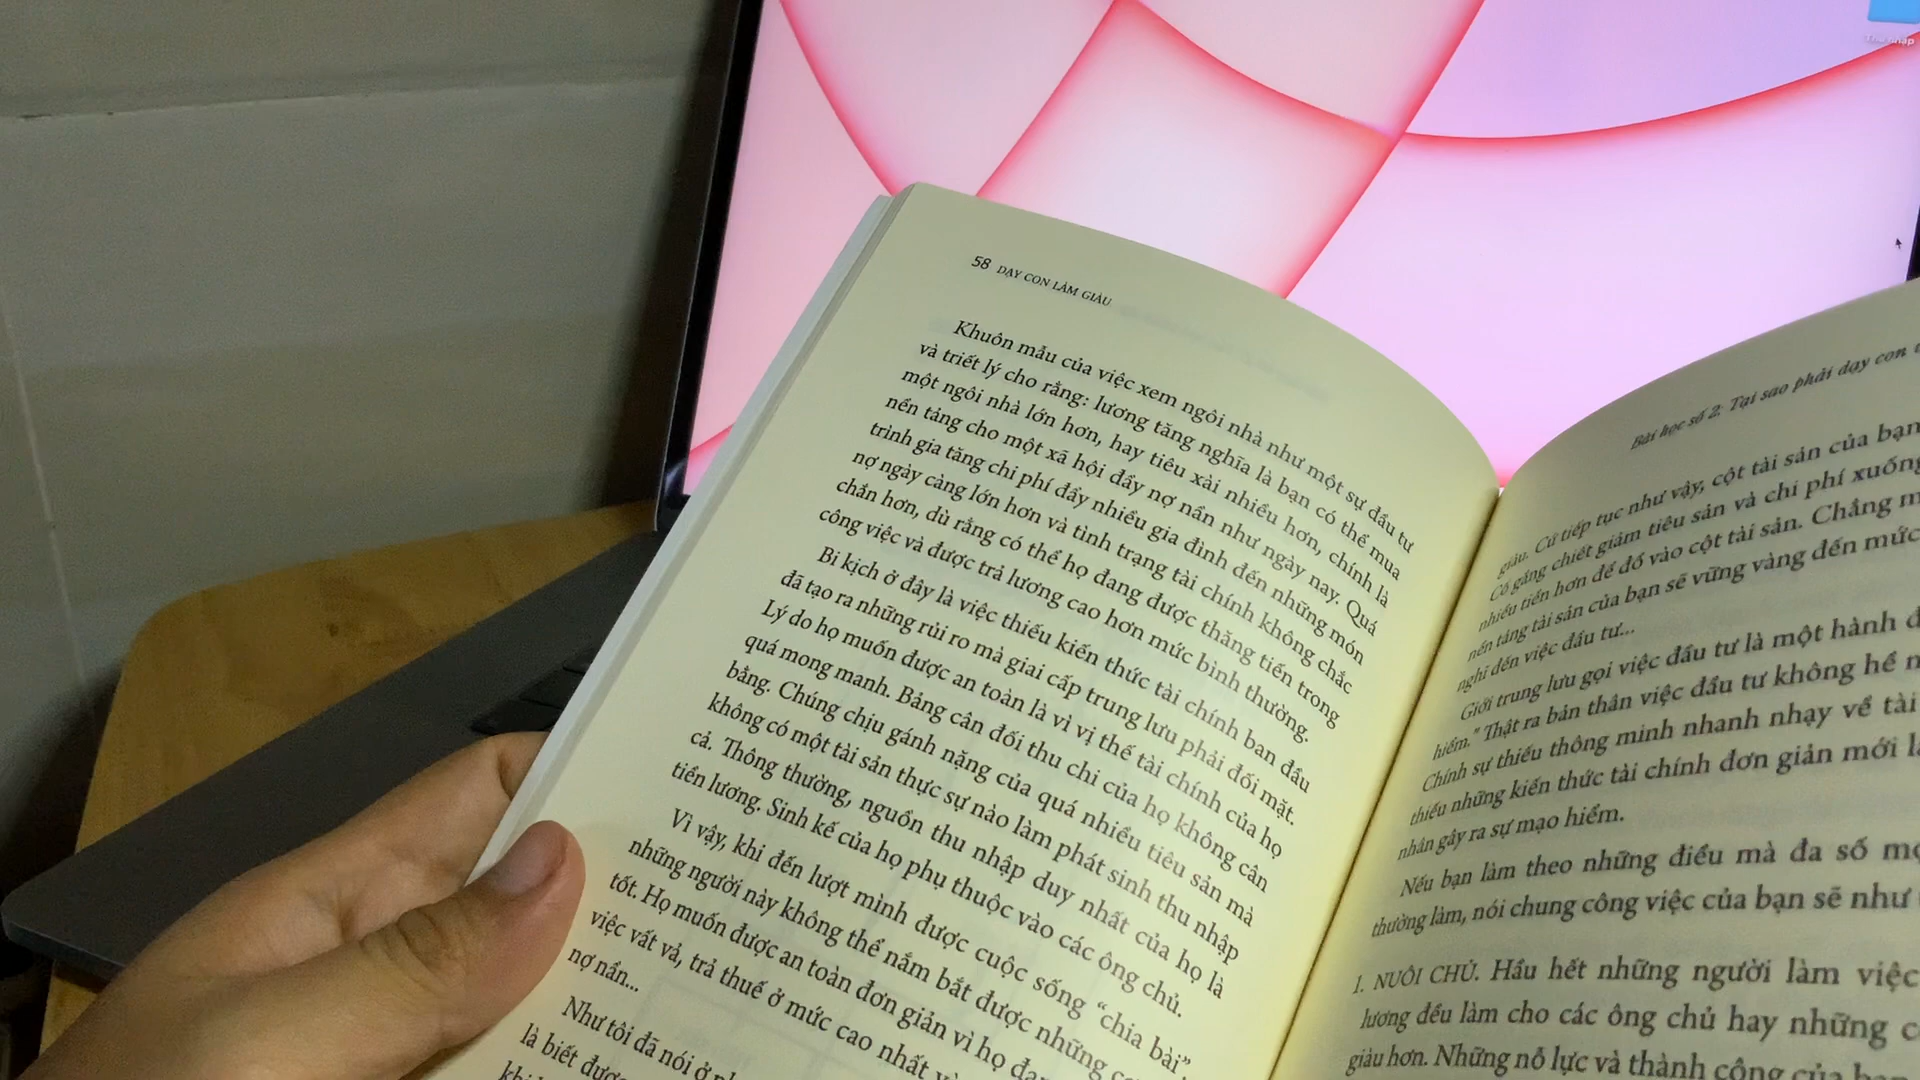 58 DẠY CON LÀM GIÀU
Khuôn mẫu của việc xem ngôi nhà như một sự đầu tư
và triết lý cho rằng: lương tăng nghĩa là bạn có thể mua
một ngôi nhà lớn hơn, hay tiêu xài nhiều hơn, chính là
nền tảng cho một xã hội đầy nợ nần như ngày nay. Quá
trình gia tăng chi phí đẩy nhiều gia đình đến những món
nợ ngày càng lớn hơn và tình trạng tài chính không chắc
chắn hơn, dù rằng có thể họ đang được thăng tiến trong
công việc và được trả lương cao hơn mức bình thường.
Bi kịch ở đây là việc thiếu kiến thức tài chính ban đầu
đã tạo ra những rủi ro mà giai cấp trung lưu phải đối mặt.
Lý do họ muốn được an toàn là vì vị thế tài chính của họ
quá mong manh. Bảng cân đối thu chi của họ không cân
bằng. Chúng chịu gánh nặng của quá nhiều tiêu sản mà
không có một tài sản thực sự nào làm phát sinh thu nhập
cả. Thông thường, nguồn thu nhập duy nhất của họ là
tiền lương. Sinh kế của họ phụ thuộc vào các ông chủ.
Vì vậy, khi đến lượt mình được cuộc sống “chia bài”
những người này không thể nắm bắt được những
tốt. Họ muốn được an toàn đơn giản vì họ
việc vất vả, trả thuế ở mức cao nhất
nợ nần...
Như tôi đã nói ở
là biết được
khi
Bài học số 2: Tại sao phải dạy con
giàu. Cứ tiếp tục như vậy, cột tài sản của bạn
Cố gắng chiết giảm tiêu sản và chi phí xuống
nhiều tiền hơn để đổ vào cột tài sản. Chẳng
nền tảng tài sản của bạn sẽ vững vàng đến mức
nghĩ đến việc đầu tư...
Giới trung lưu gọi việc đầu tư là một hành
hiểm.” Thật ra bản thân việc đầu tư không hề
Chính sự thiếu thông minh nhanh nhạy về tài
thiếu những kiến thức tài chính đơn giản mới
nhân gây ra sự mạo hiểm.
Nếu bạn làm theo những điều mà đa số
thường làm, nói chung công việc của bạn sẽ như
1. NUÔI CHỦ. Hầu hết những người làm việc
lương đều làm cho các ông chủ hay những
giàu hơn. Những nỗ lực và thành công của bạn